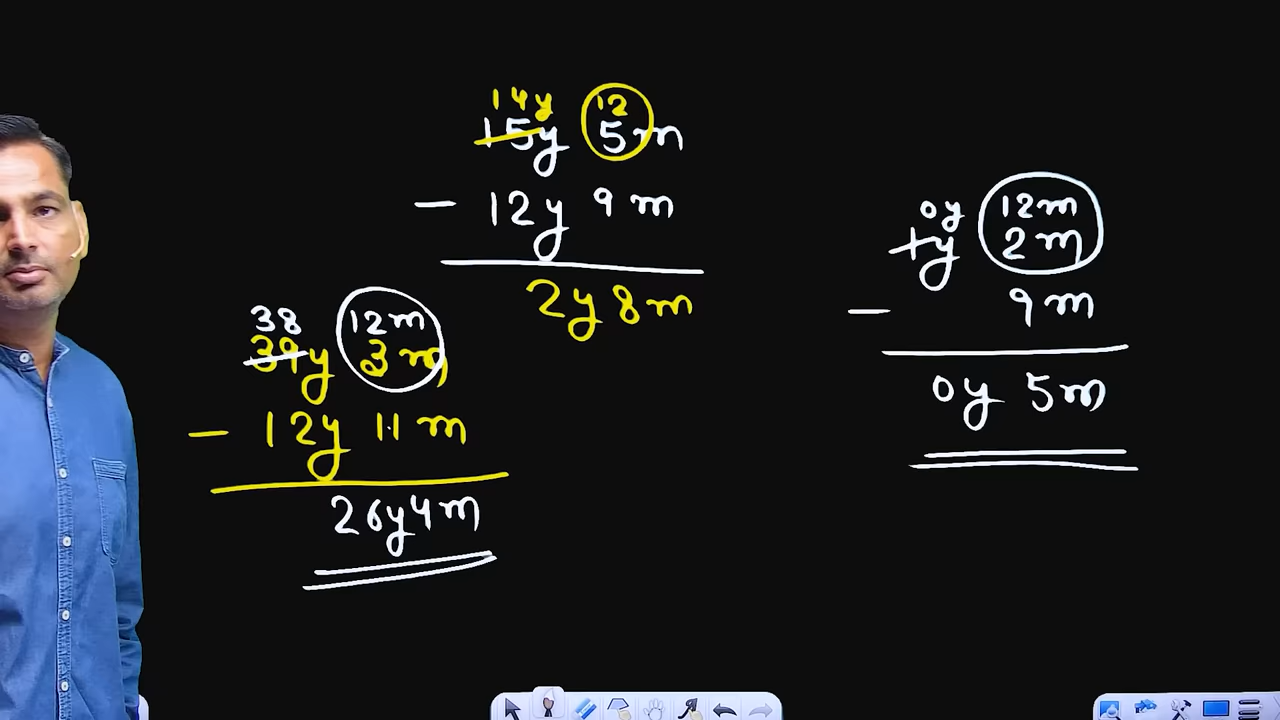 14y 12
15y 5m
- 12y 9m
2y 8m
38 12m
39y 3m
- 12y 11m
26y 4m
0y 12m
1y 2m
- 9m
0y 5m